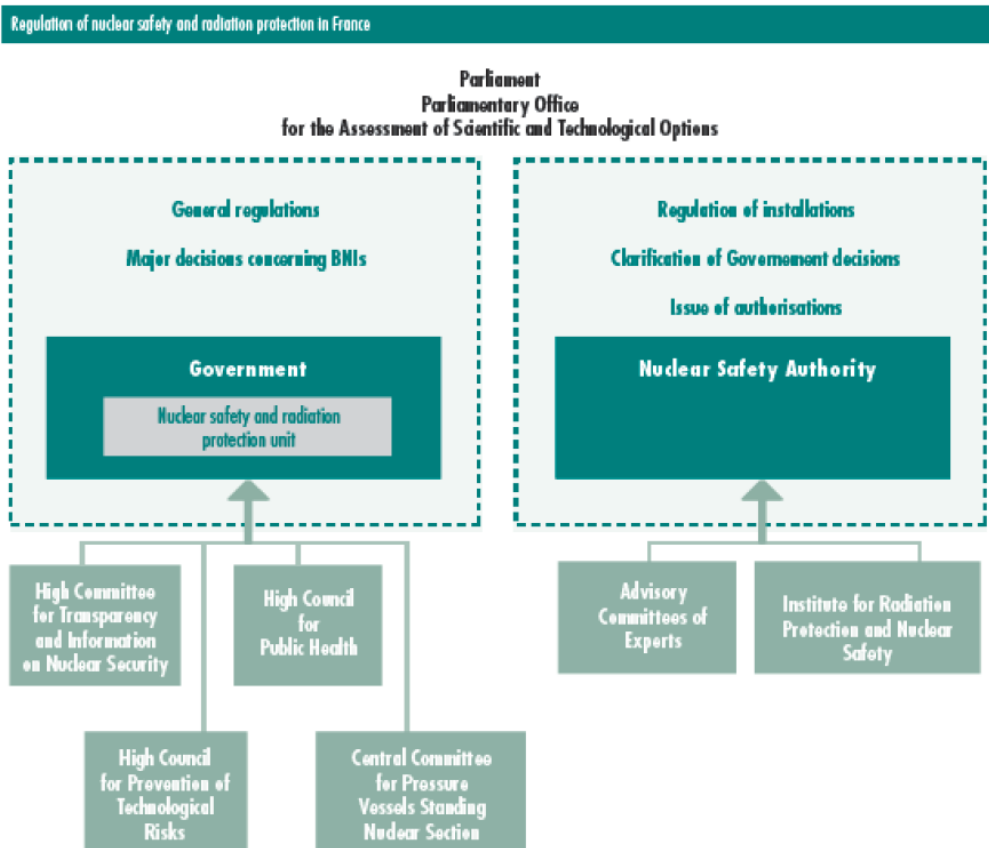 Regulation of nuclear safety and radiation protection in France
Parliament
Parliamentary Office
for the Assessment of Scientific and Technological Options
General regulations
Major decisions concerning BNIs
Government
Nuclear safety and radiation
protection unit
Regulation of installations
Clarification of Governement decisions
Issue of authorisations
Nuclear Safety Authority
High Committee
for Transparency
and Information
on Nuclear Security
High Council
for
Public Health
Advisory
Committees of
Experts
Institute for Radiation
Protection and Nuclear
Safety
High Council
for Prevention of
Technological
Risks
Central Committee
for Pressure
Vessels Standing
Nuclear Section